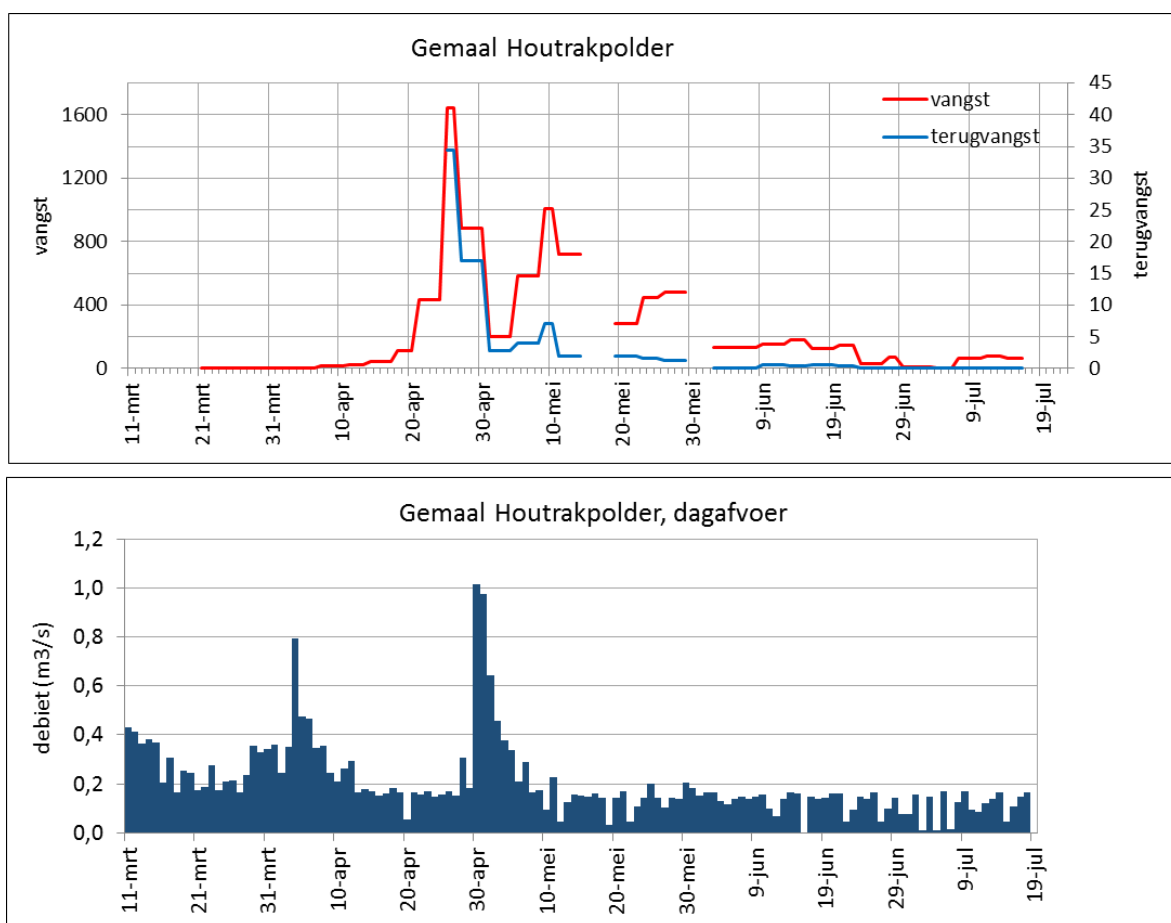 Gemaal Houtrakpolder
vangst
1600
1200
800
400
0
45
40
35
30
25
20
15
10
5
0
terugvangst
vangst
terugvangst
11-mrt 21-mrt 31-mrt 10-apr 20-apr 30-apr 10-mei 20-mei 30-mei 9-jun 19-jun 29-jun 9-jul 19-jul
Gemaal Houtrakpolder, dagafvoer
debiet (m3/s)
1,2
1,0
0,8
0,6
0,4
0,2
0,0
11-mrt 21-mrt 31-mrt 10-apr 20-apr 30-apr 10-mei 20-mei 30-mei 9-jun 19-jun 29-jun 9-jul 19-jul